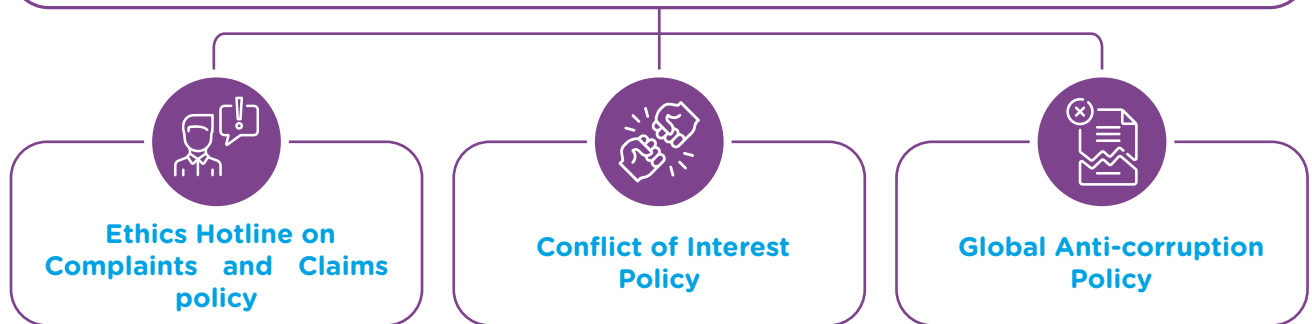 Ethics Hotline on
Complaints and Claims
policy
Conflict of Interest
Policy
Global Anti-corruption
Policy